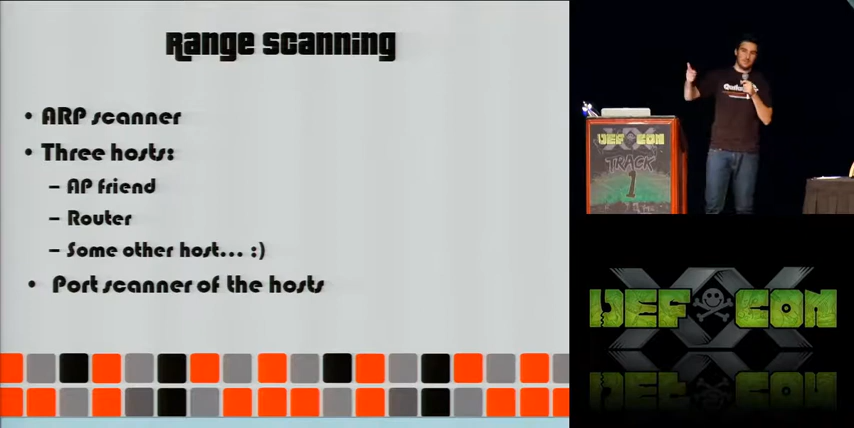 Range scanning
• ARP scanner
• Three hosts:
– AP friend
– Router
– Some other host... :)
• Port scanner of the hosts
DEF CON
TRACK
1
DEF CON
XX